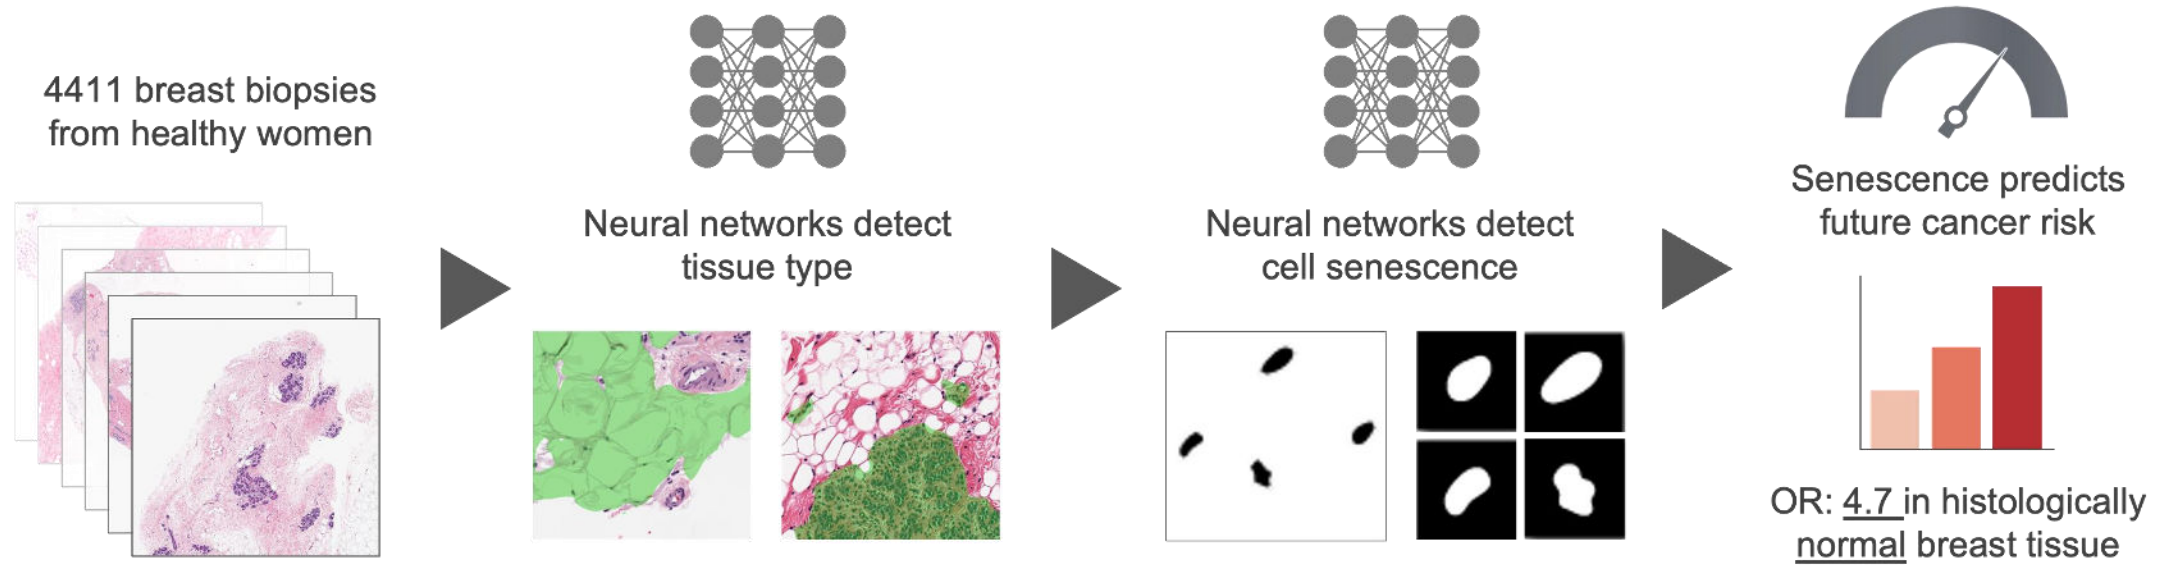 4411 breast biopsies
from healthy women
Neural networks detect
tissue type
Neural networks detect
cell senescence
Senescence predicts
future cancer risk
OR: 4.7 in histologically
normal breast tissue